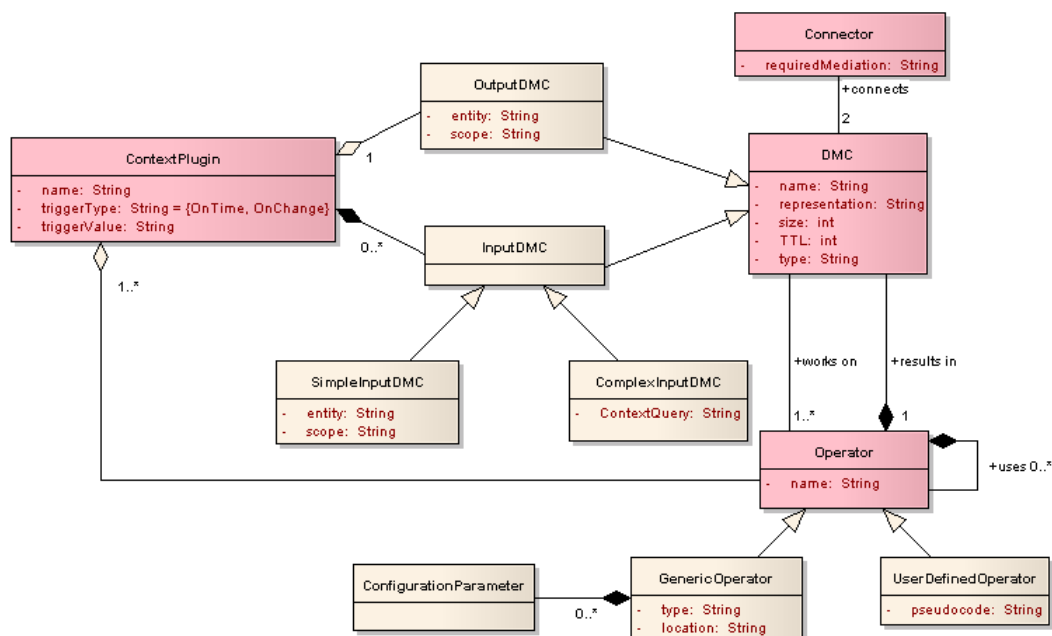 Connector
- requiredMediation: String
+connects
2
OutputDMC
- entity: String
- scope: String
1
ContextPlugin
- name: String
- triggerType: String = {OnTime, OnChange}
- triggerValue: String
DMC
- name: String
- representation: String
- size: int
- TTL: int
- type: String
0..*
InputDMC
1..*
SimpleInputDMC
- entity: String
- scope: String
ComplexInputDMC
- ContextQuery: String
+works on
+results in
1..*
1
Operator
- name: String
+uses 0..*
ConfigurationParameter
0..*
GenericOperator
- type: String
- location: String
UserDefinedOperator
- pseudocode: String